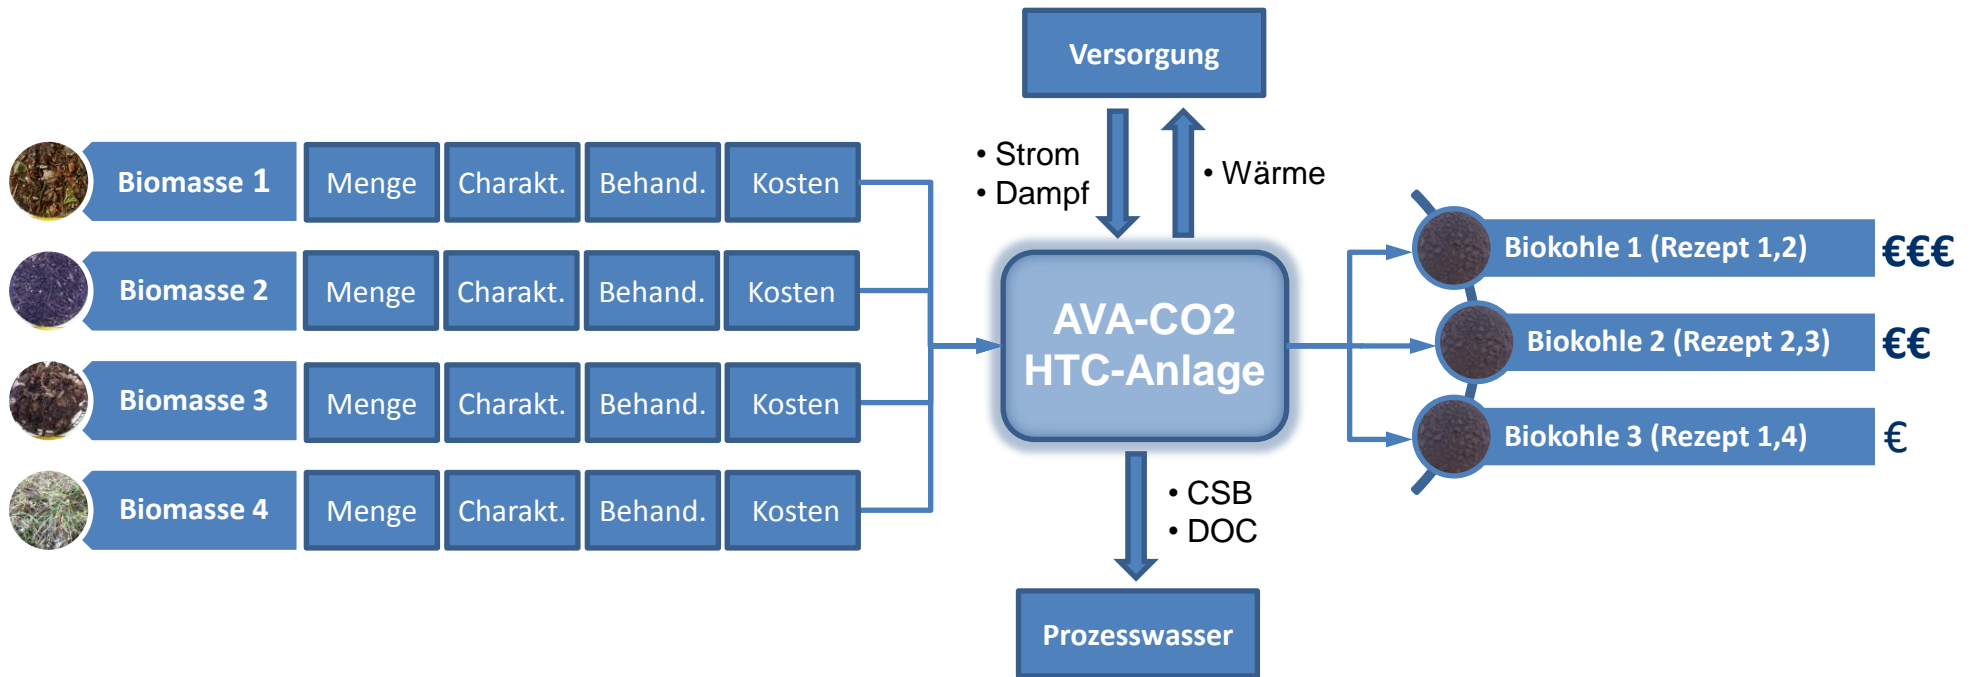 Versorgung
• Strom
• Dampf
• Wärme
Biomasse 1 Menge Charakt. Behand. Kosten
Biomasse 2 Menge Charakt. Behand. Kosten
Biomasse 3 Menge Charakt. Behand. Kosten
Biomasse 4 Menge Charakt. Behand. Kosten
AVA-CO2
HTC-Anlage
Biokohle 1 (Rezept 1,2) €€€
Biokohle 2 (Rezept 2,3) €€
Biokohle 3 (Rezept 1,4) €
• CSB
• DOC
Prozesswasser